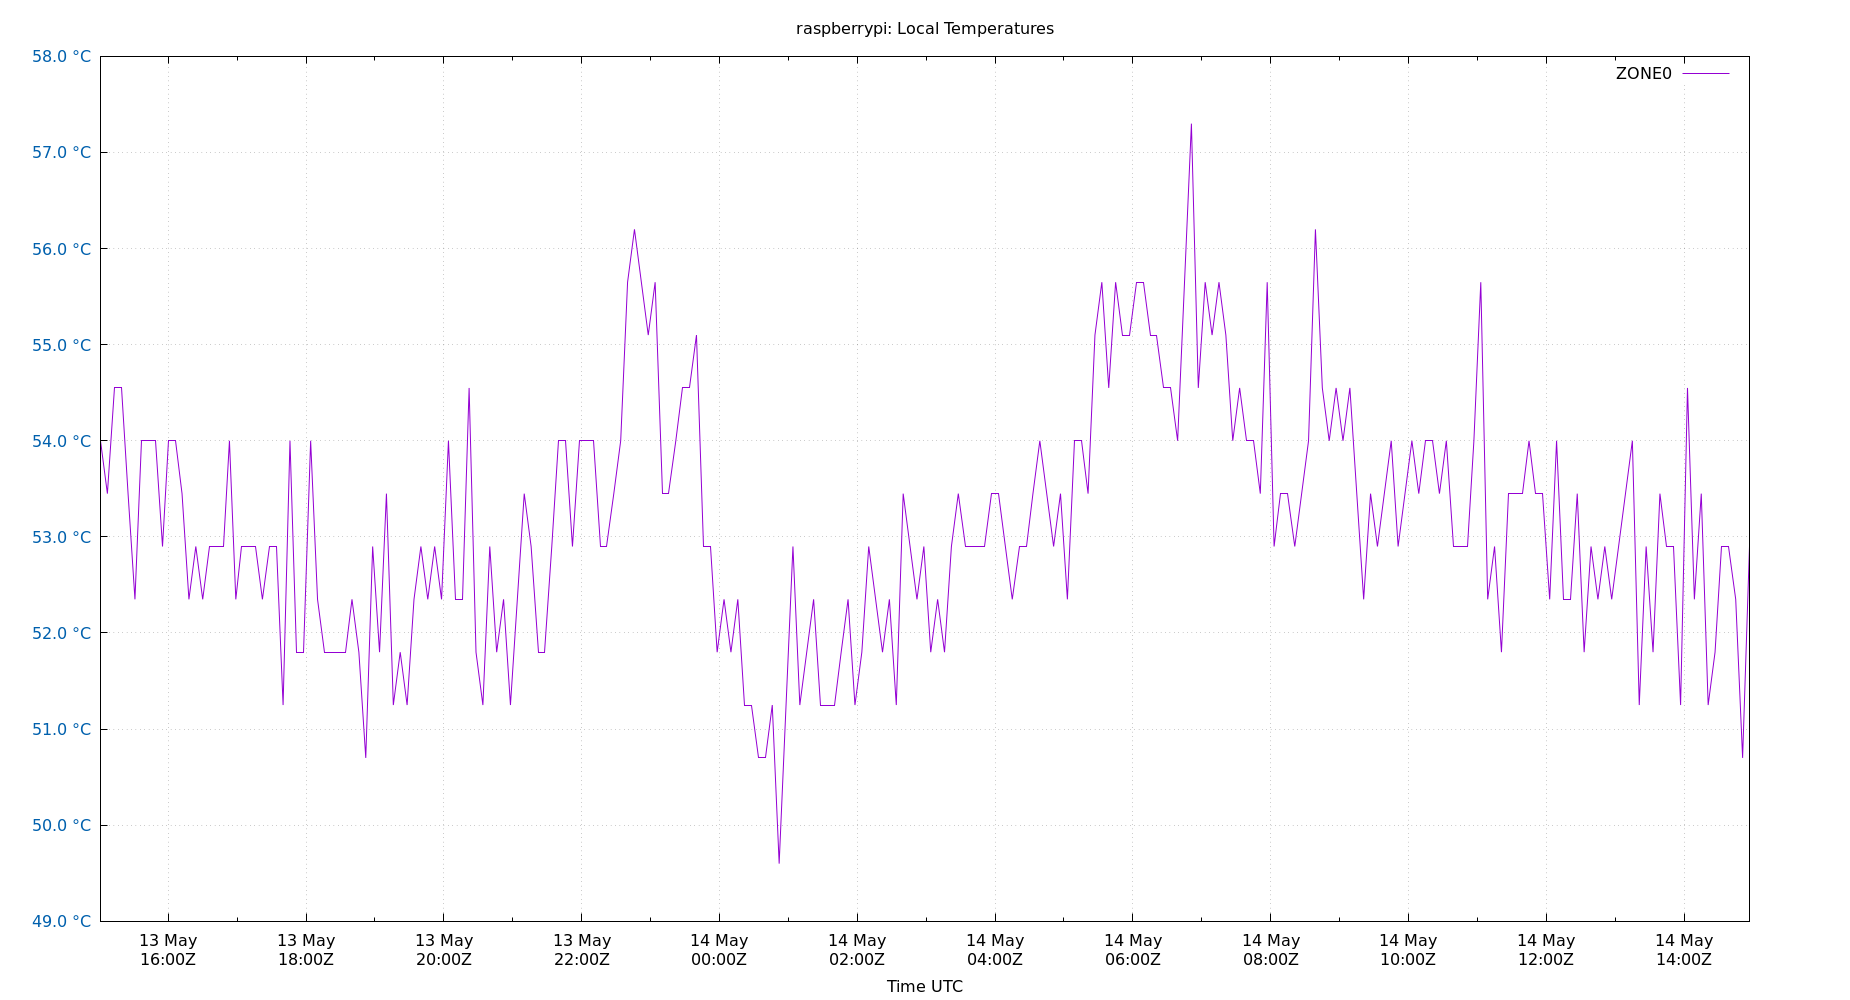 raspberrypi: Local Temperatures
58.0 °C
57.0 °C
56.0 °C
55.0 °C
54.0 °C
53.0 °C
52.0 °C
51.0 °C
50.0 °C
49.0 °C
ZONE0
13 May 13 May 13 May 13 May 14 May 14 May 14 May 14 May 14 May 14 May 14 May 14 May
16:00Z 18:00Z 20:00Z 22:00Z 00:00Z 02:00Z 04:00Z 06:00Z 08:00Z 10:00Z 12:00Z 14:00Z
Time UTC